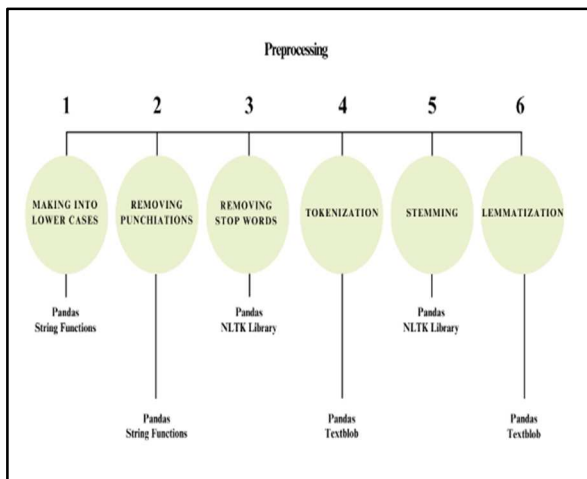 Preprocessing
1 2 3 4 5 6
MAKING INTO
LOWER CASES
REMOVING
PUNCHIATIONS
REMOVING
STOP WORDS
TOKENIZATION
STEMMING
LEMMATIZATION
Pandas
String Functions
Pandas
NLTK Library
Pandas
NLTK Library
Pandas
String Functions
Pandas
Textblob
Pandas
Textblob